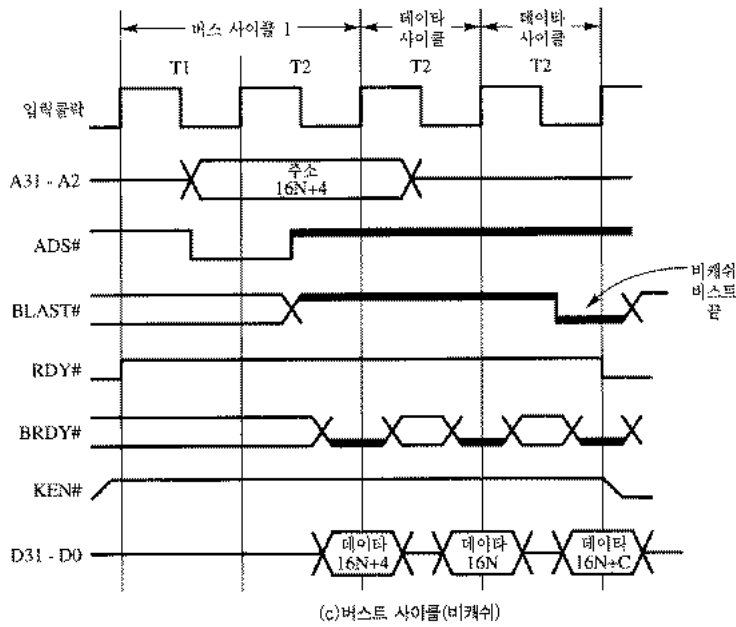 버스 사이클 1
데이타
사이클
데이타
사이클
T1
T2
T2
T2
입력클락
A31 - A2
주소
16N+4
ADS#
BLAST#
비캐쉬
버스트
끝
RDY#
BRDY#
KEN#
D31 - D0
데이타
16N+4
데이타
16N
데이타
16N+C
(c)버스트 사이클(비캐쉬)